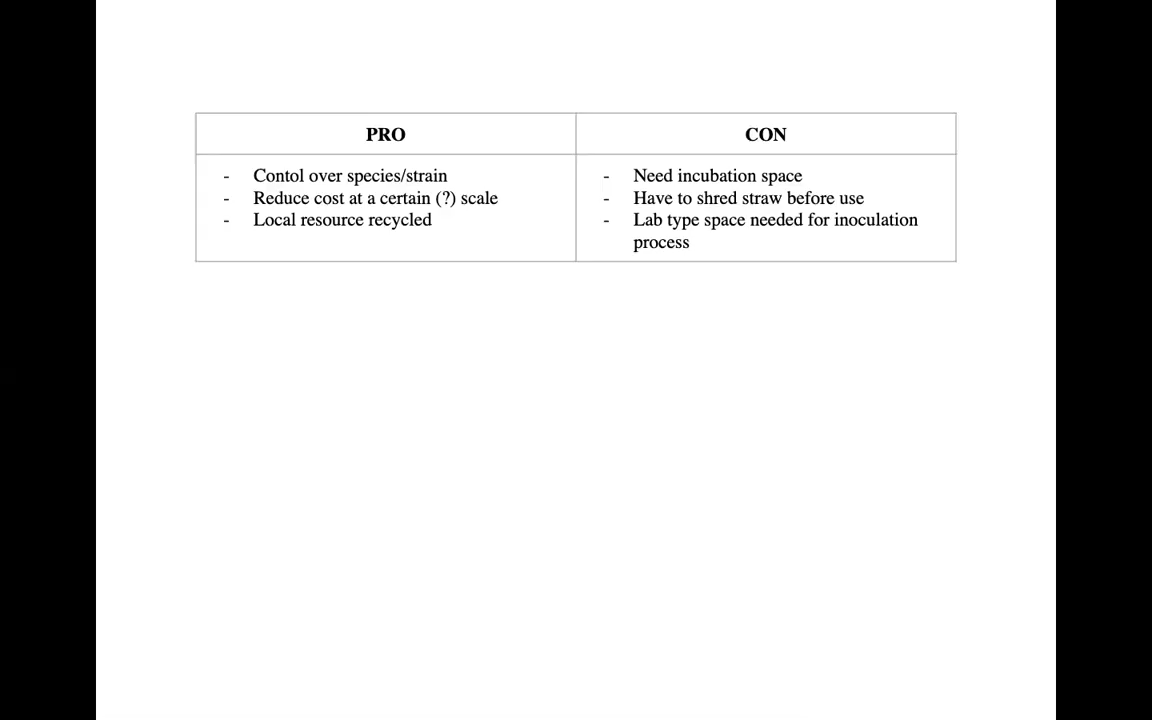 PRO
CON
- Contol over species/strain
- Reduce cost at a certain (?) scale
- Local resource recycled
- Need incubation space
- Have to shred straw before use
- Lab type space needed for inoculation
process